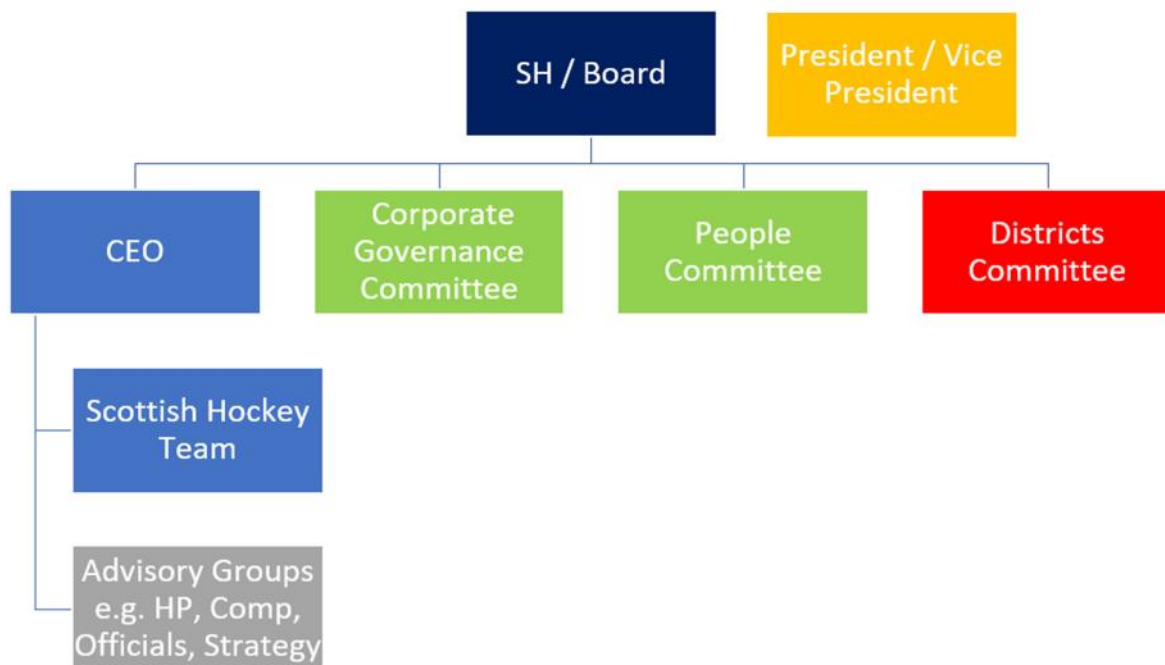 SH / Board
President / Vice
President
CEO
Corporate
Governance
Committee
People
Committee
Districts
Committee
Scottish Hockey
Team
Advisory Groups
e.g. HP, Comp,
Officials, Strategy